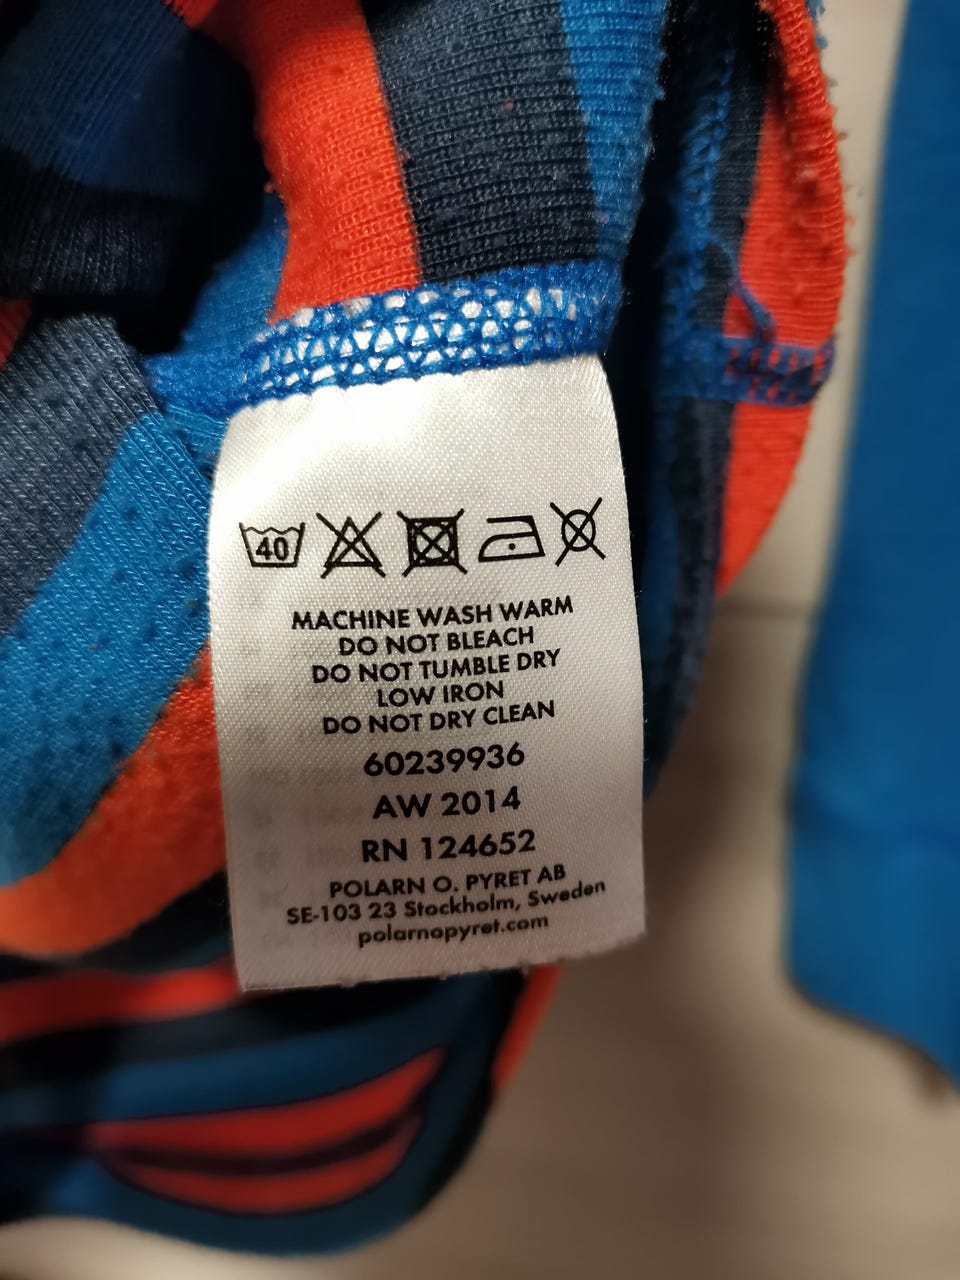 40
MACHINE WASH WARM
DO NOT BLEACH
DO NOT TUMBLE DRY
LOW IRON
DO NOT DRY CLEAN
60239936
AW 2014
RN 124652
POLARN O. PYRET AB
SE-103 23 Stockholm, Sweden
polarnopyret.com